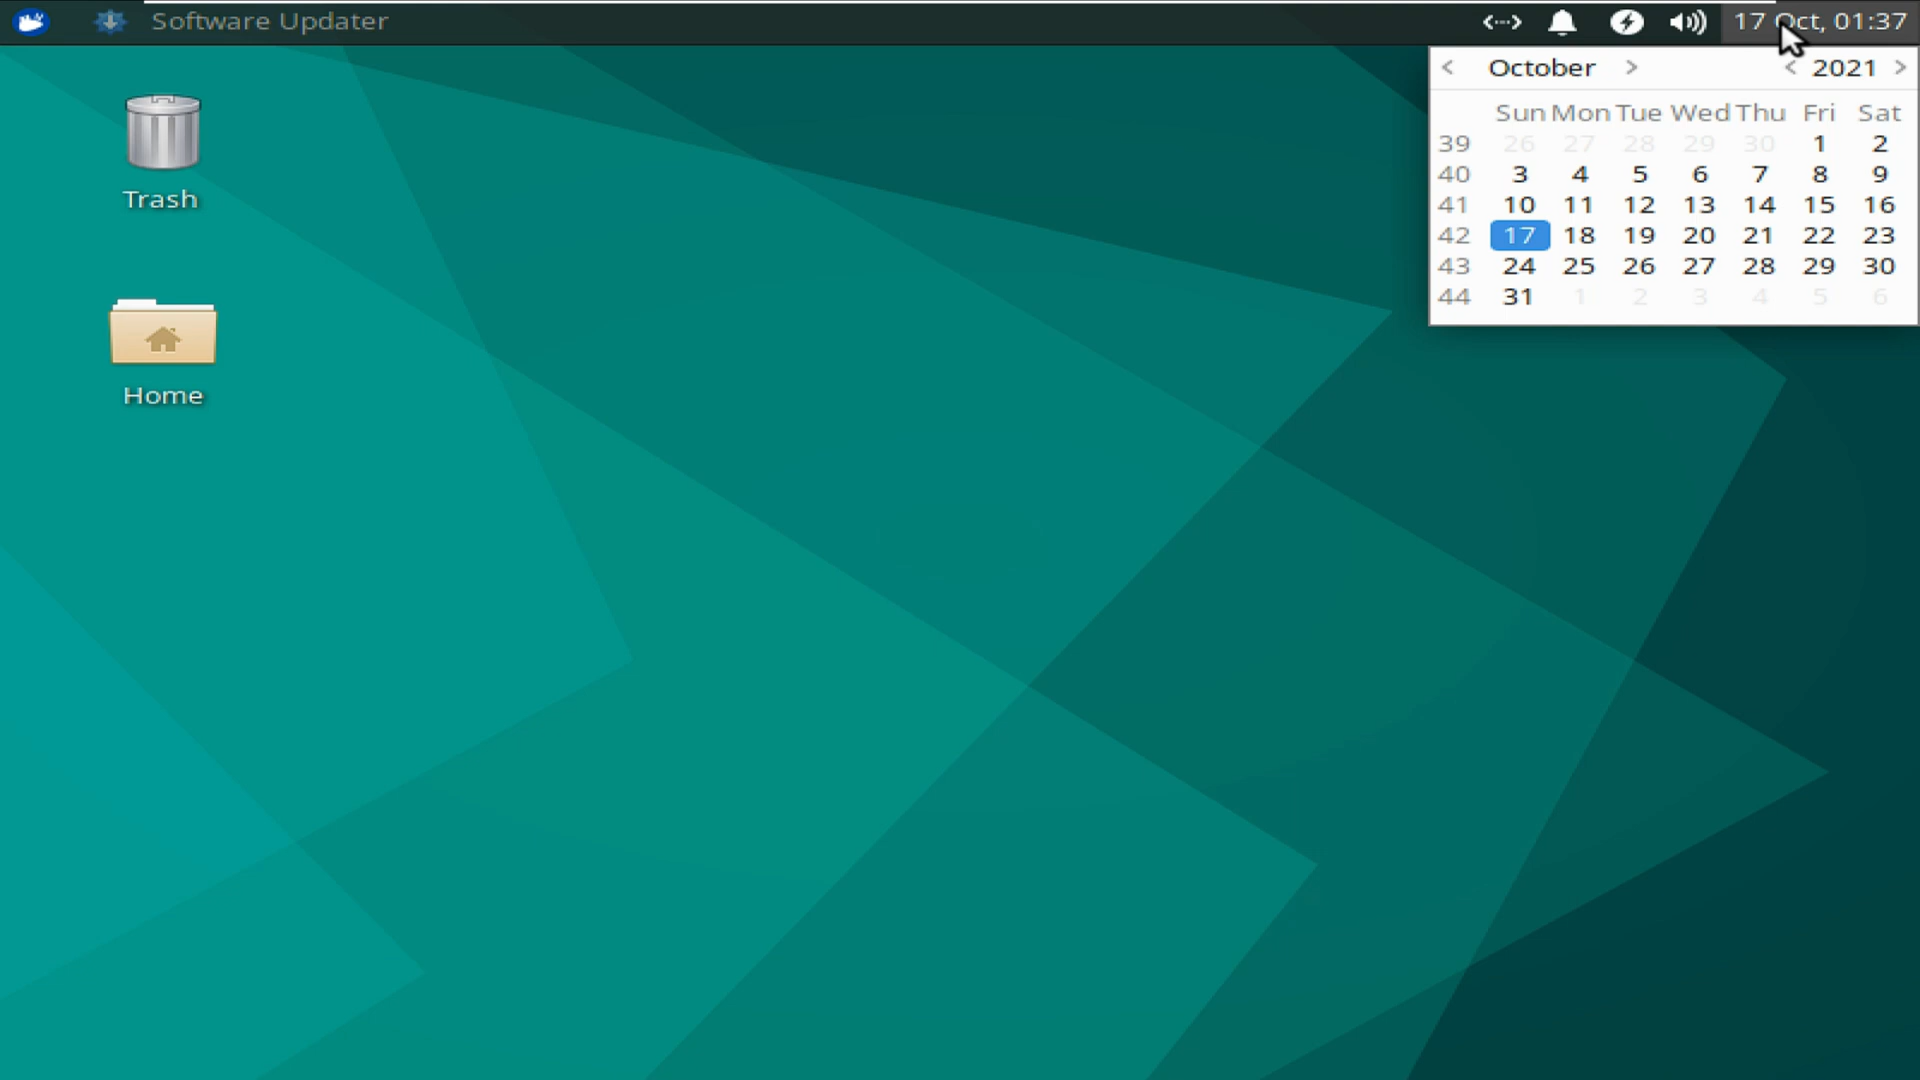 Software Updater
17 Oct, 01:37
< October > < 2021 >
Sun Mon Tue Wed Thu Fri Sat
39 26 27 28 29 30 1 2
40 3 4 5 6 7 8 9
41 10 11 12 13 14 15 16
42 17 18 19 20 21 22 23
43 24 25 26 27 28 29 30
44 31 1 2 3 4 5 6
Trash
Home